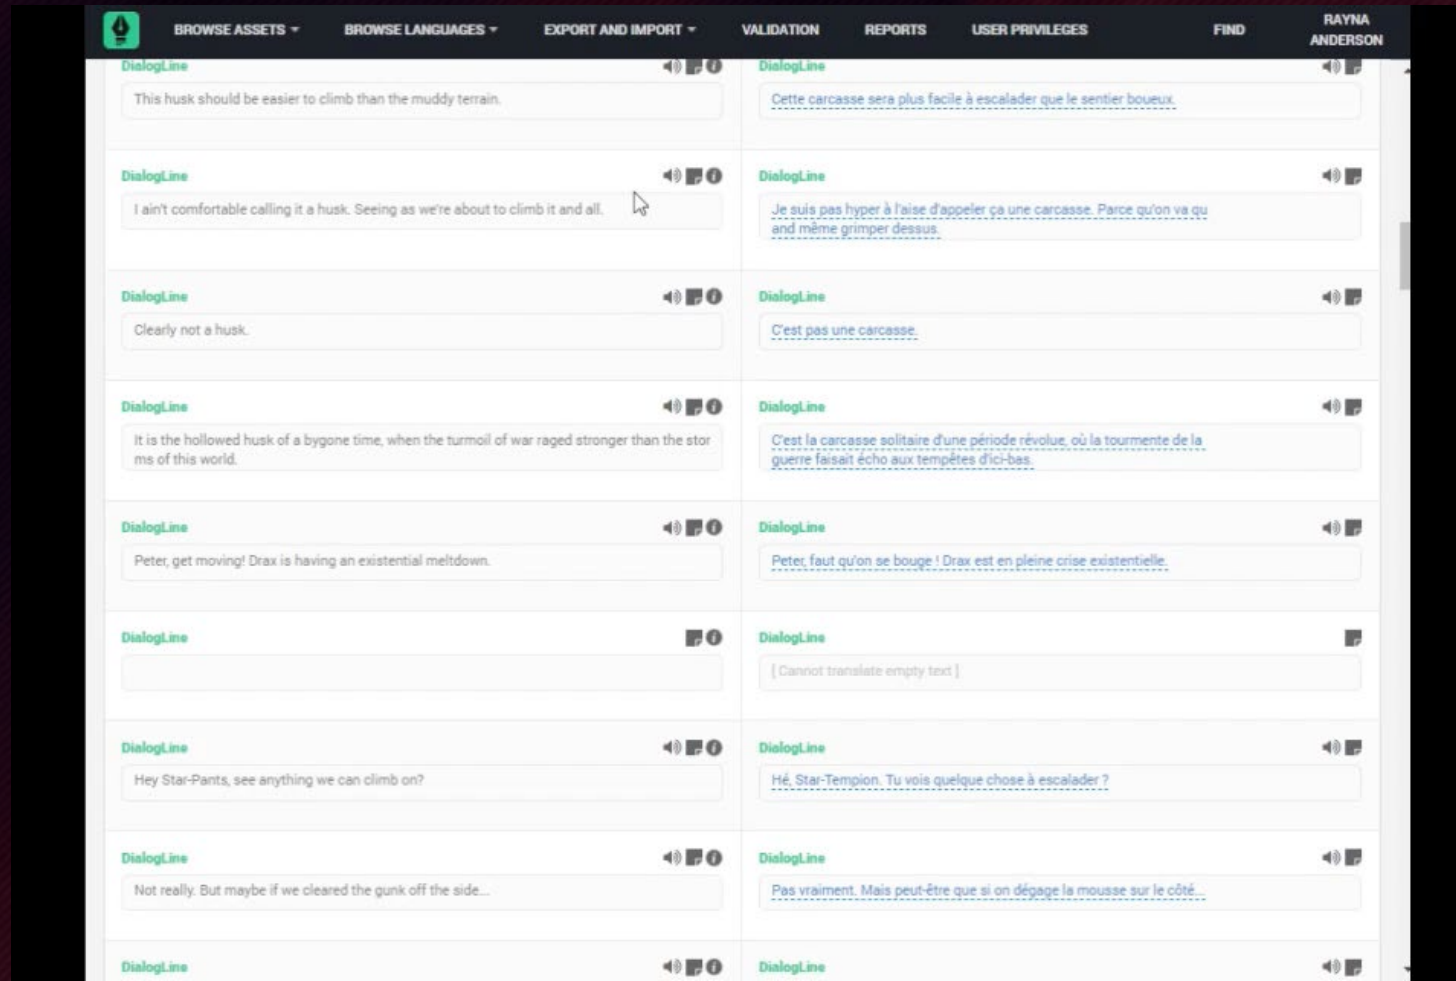 BROWSE ASSETS BROWSE LANGUAGES EXPORT AND IMPORT VALIDATION REPORTS USER PRIVILEGES FIND RAYNA
ANDERSON
DialogLine DialogLine
This husk should be easier to climb than the muddy terrain. Cette carcasse sera plus facile à escalader que le sentier boueux.
DialogLine DialogLine
I ain't comfortable calling it a husk. Seeing as we're about to climb it and all. Je suis pas hyper à l'aise d'appeler ça une carcasse. Parce qu'on va qu
and même grimper dessus.
DialogLine DialogLine
Clearly not a husk. C'est pas une carcasse.
DialogLine DialogLine
It is the hollowed husk of a bygone time, when the turmoil of war raged stronger than the stor C'est la carcasse solitaire d'une période révolue, où la tourmente de la
ms of this world. guerre faisait écho aux tempêtes d'ici-bas.
DialogLine DialogLine
Peter, get moving! Drax is having an existential meltdown. Peter, faut qu'on se bouge ! Drax est en pleine crise existentielle.
DialogLine DialogLine
[ Cannot translate empty text ]
DialogLine DialogLine
Hey Star-Pants, see anything we can climb on? Hé, Star-Tempion. Tu vois quelque chose à escalader ?
DialogLine DialogLine
Not really. But maybe if we cleared the gunk off the side... Pas vraiment. Mais peut-être que si on dégage la mousse sur le côté...
DialogLine DialogLine